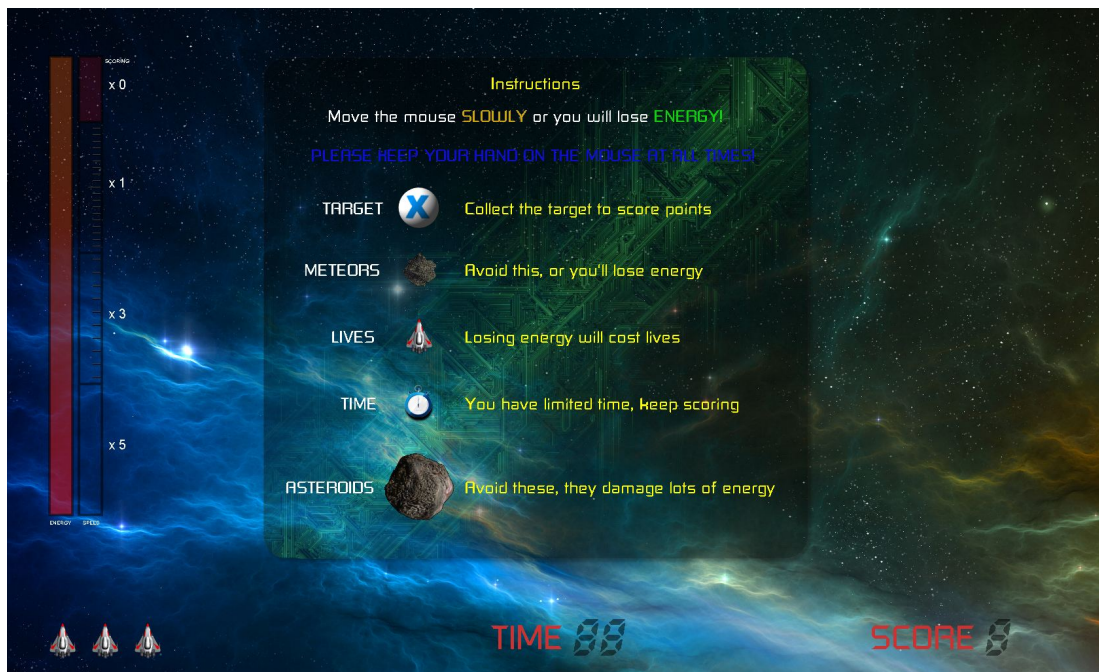 SCORING
x 0
x 1
x 3
x 5
ENERGY SPEED
Instructions
Move the mouse SLOWLY or you will lose ENERGY!
PLEASE KEEP YOUR HAND ON THE MOUSE AT ALL TIMES!
TARGET X Collect the target to score points
METEORS Avoid this, or you'll lose energy
LIVES Losing energy will cost lives
TIME You have limited time, keep scoring
ASTEROIDS Avoid these, they damage lots of energy
TIME
SCORE